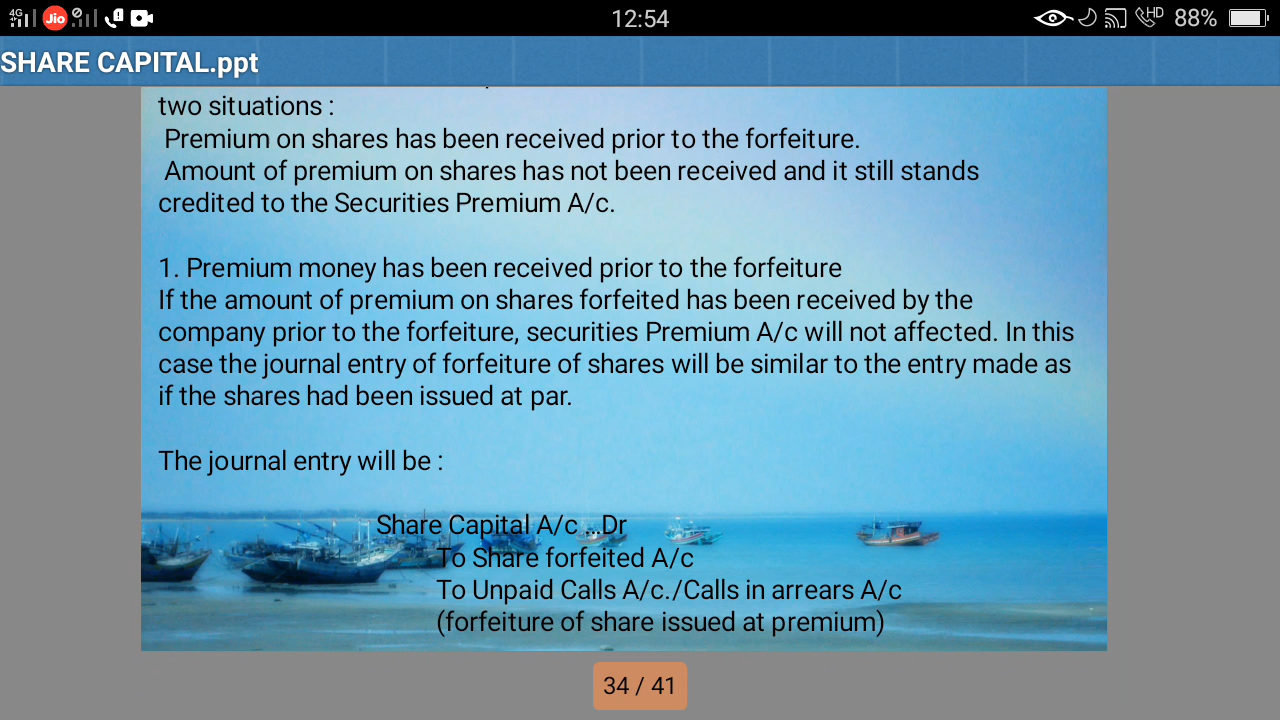 4G Jio 12:54 HD 88%
SHARE CAPITAL.ppt
two situations :
Premium on shares has been received prior to the forfeiture.
Amount of premium on shares has not been received and it still stands
credited to the Securities Premium A/c.
1. Premium money has been received prior to the forfeiture
If the amount of premium on shares forfeited has been received by the
company prior to the forfeiture, securities Premium A/c will not affected. In this
case the journal entry of forfeiture of shares will be similar to the entry made as
if the shares had been issued at par.
The journal entry will be :
Share Capital A/c ...Dr
To Share forfeited A/c
To Unpaid Calls A/c./Calls in arrears A/c
(forfeiture of share issued at premium)
34 / 41